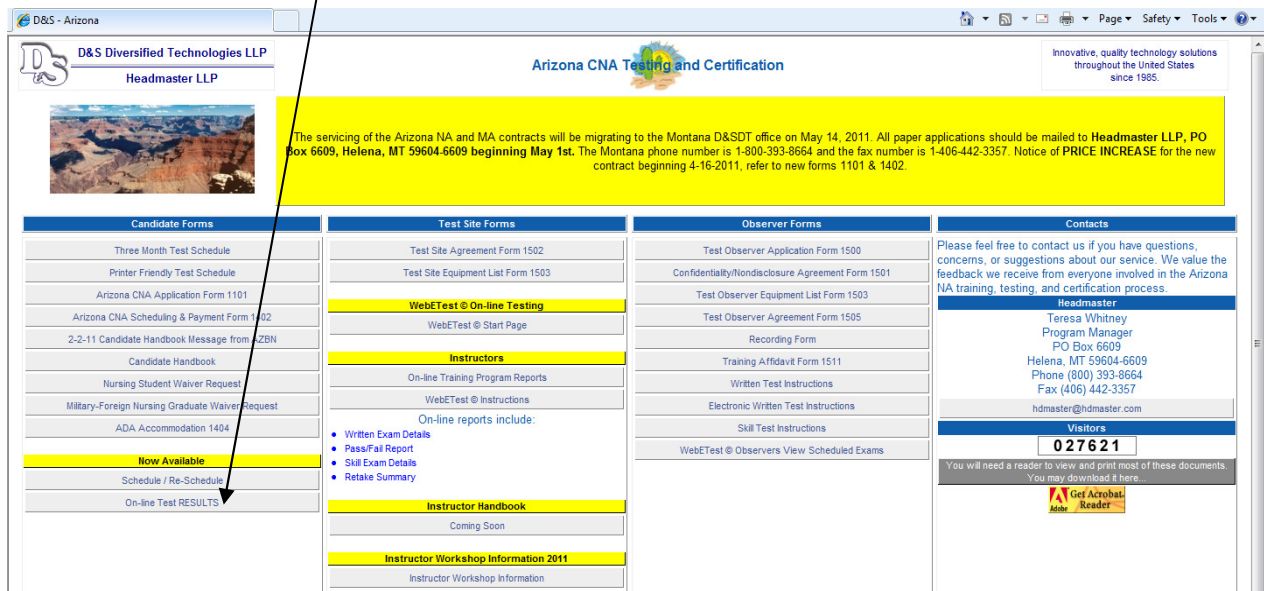 D&S - Arizona
Page
Safety
Tools
D&S Diversified Technologies LLP
Headmaster LLP
DS
&
Arizona CNA Testing and Certification
Innovative, quality technology solutions
throughout the United States
since 1985.
The servicing of the Arizona NA and MA contracts will be migrating to the Montana D&SDT office on May 14, 2011. All paper applications should be mailed to Headmaster LLP, PO
Box 6609, Helena, MT 59604-6609 beginning May 1st. The Montana phone number is 1-800-393-8664 and the fax number is 1-406-442-3357. Notice of PRICE INCREASE for the new
contract beginning 4-16-2011, refer to new forms 1101 & 1402.
Candidate Forms
Three Month Test Schedule
Printer Friendly Test Schedule
Arizona CNA Application Form 1101
Arizona CNA Scheduling & Payment Form 1402
2-2-11 Candidate Handbook Message from AZBN
Candidate Handbook
Nursing Student Waiver Request
Military-Foreign Nursing Graduate Waiver Request
ADA Accommodation 1404
Now Available
Schedule / Re-Schedule
On-line Test RESULTS
Test Site Forms
Test Site Agreement Form 1502
Test Site Equipment List Form 1503
WebETest © On-line Testing
WebETest © Start Page
Instructors
On-line Training Program Reports
WebETest © Instructions
On-line reports include:
Written Exam Details
Pass/Fail Report
Skill Exam Details
Retake Summary
Instructor Handbook
Coming Soon
Instructor Workshop Information 2011
Instructor Workshop Information
Observer Forms
Test Observer Application Form 1500
Confidentiality/Nondisclosure Agreement Form 1501
Test Observer Equipment List Form 1503
Test Observer Agreement Form 1505
Recording Form
Training Affidavit Form 1511
Written Test Instructions
Electronic Written Test Instructions
Skill Test Instructions
WebETest © Observers View Scheduled Exams
Contacts
Please feel free to contact us if you have questions,
concerns, or suggestions about our service. We value the
feedback we receive from everyone involved in the Arizona
NA training, testing, and certification process.
Headmaster
Teresa Whitney
Program Manager
PO Box 6609
Helena, MT 59604-6609
Phone (800) 393-8664
Fax (406) 442-3357
hdmaster@hdmaster.com
Visitors
027621
You will need a reader to view and print most of these documents.
You may download it here...
Get Acrobat
Reader
Adobe